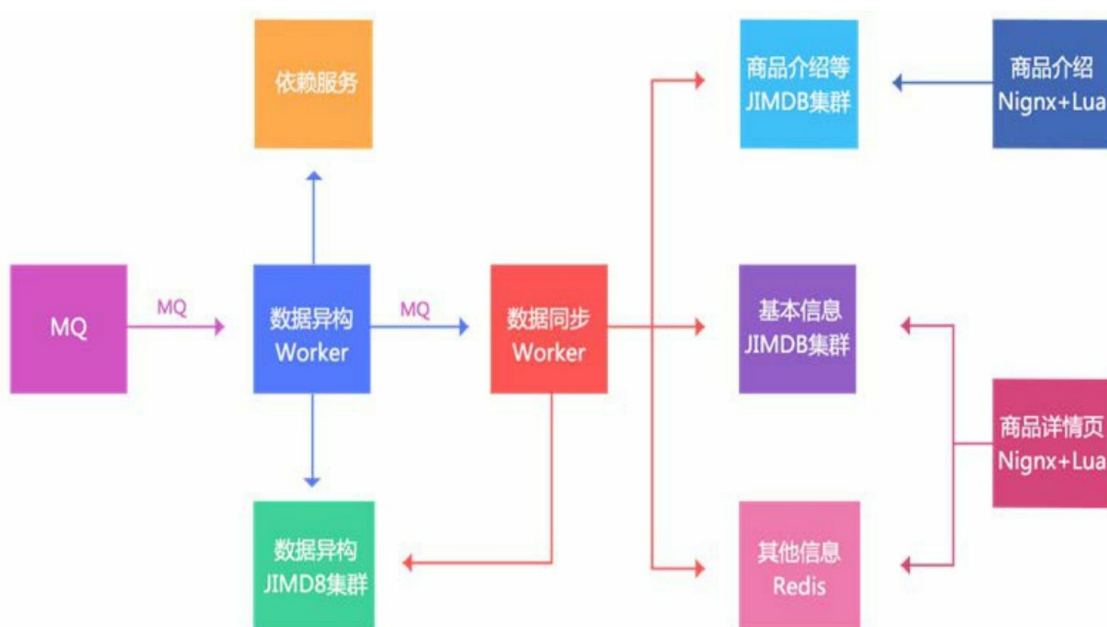 依赖服务
商品介绍等
JIMDB集群
商品介绍
Nignx+Lua
MQ
MQ
数据异构
Worker
MQ
数据同步
Worker
基本信息
JIMDB集群
商品详情页
Nignx+Lua
数据异构
JIMD8集群
其他信息
Redis